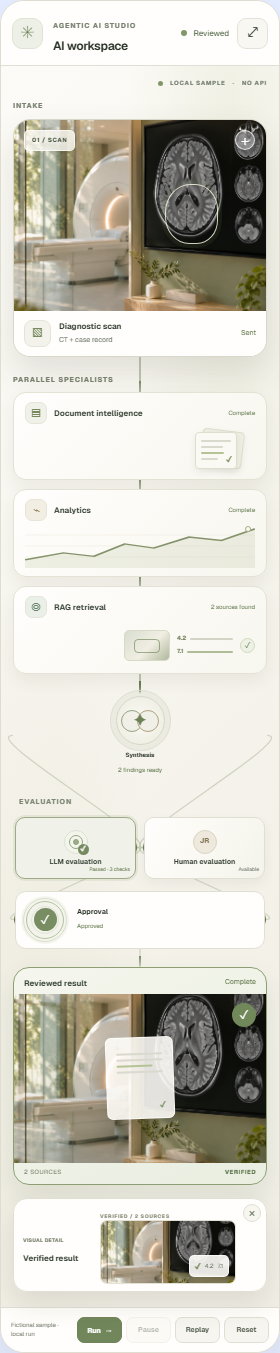 AGENTIC AI STUDIO
AI workspace
Reviewed
LOCAL SAMPLE · NO API
INTAKE
01 / SCAN
Diagnostic scan
CT + case record
Sent
PARALLEL SPECIALISTS
Document intelligence
Complete
Analytics
Complete
RAG retrieval
2 sources found
4.2
7.1
Synthesis
2 findings ready
EVALUATION
LLM evaluation
Passed · 3 checks
JR
Human evaluation
Available
Approval
Approved
Reviewed result
Complete
2 SOURCES
VERIFIED
VERIFIED / 2 SOURCES
VISUAL DETAIL
Verified result
4.2
Fictional sample ·
local run
Run →
Pause
Replay
Reset